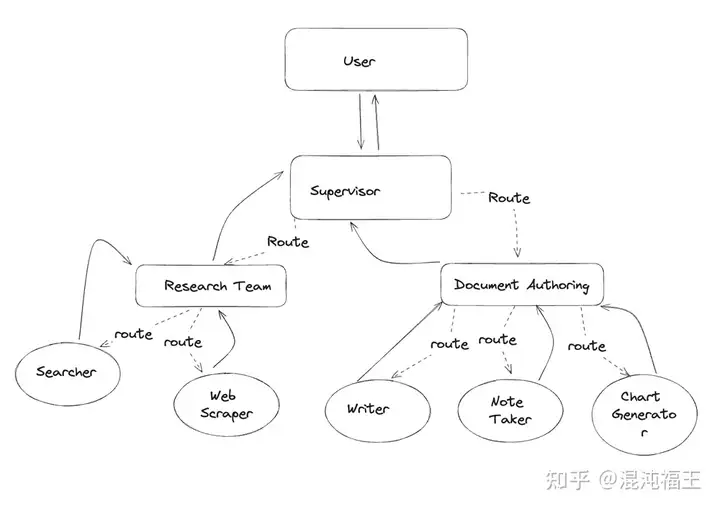 User
Supervisor
Route
Route
Research Team
Document Authoring
route
route
route
route
route
Searcher
Web
Scraper
Writer
Note
Taker
Chart
Generato
r
知乎 @混沌福王